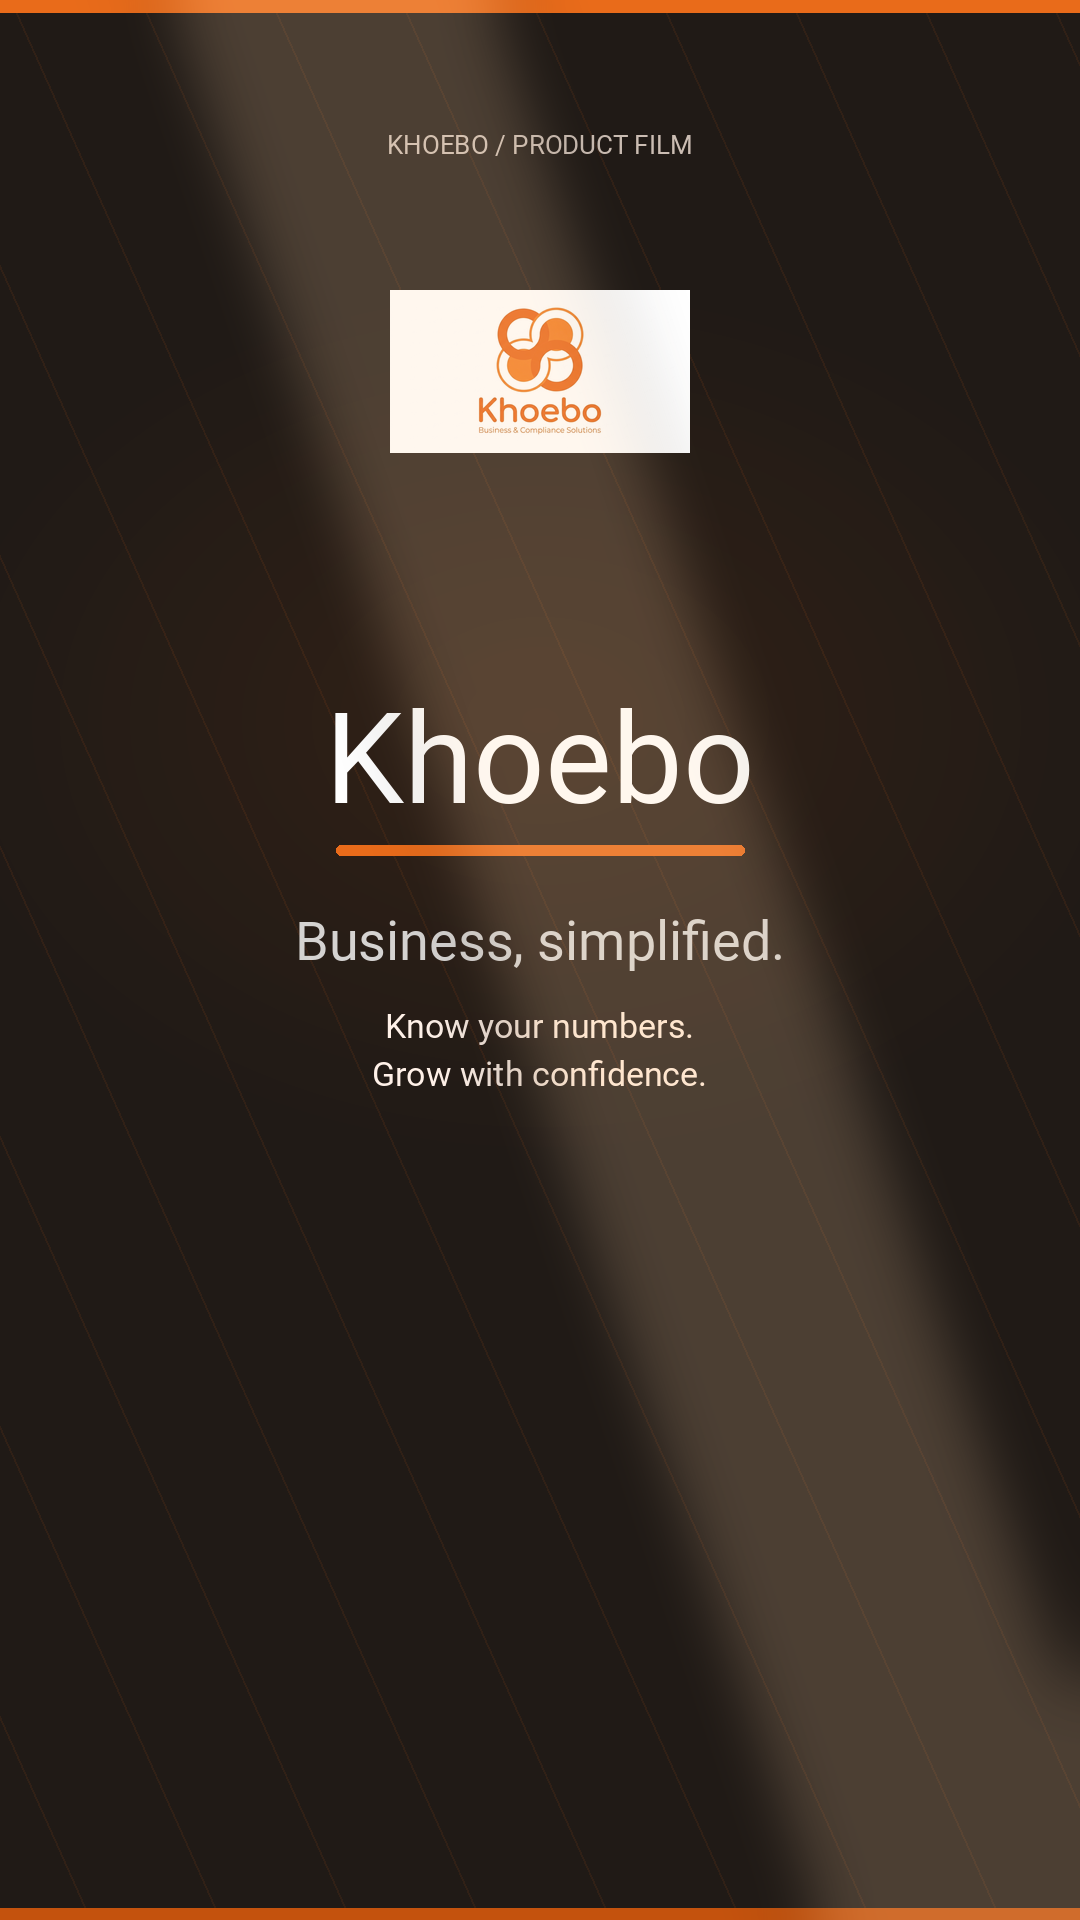 KHOEBO / PRODUCT FILM
Khoebo
Business & Compliance Solutions
Khoebo
Business, simplified.
Know your numbers.
Grow with confidence.